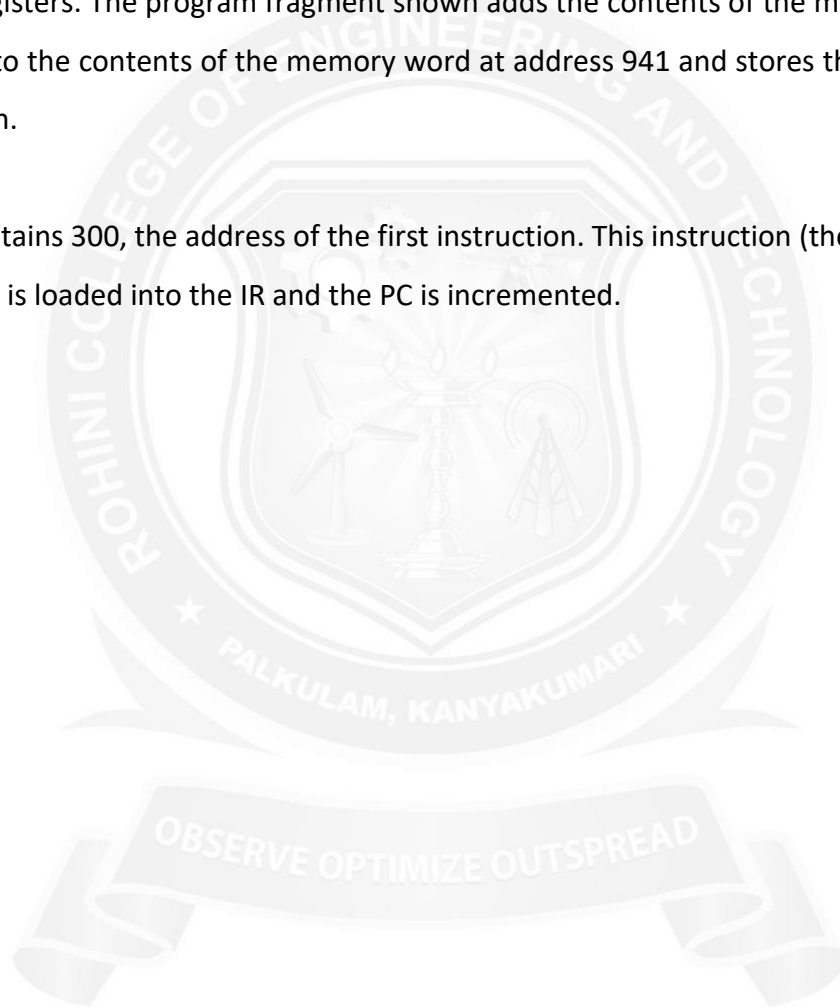 gisters. The program fragment shown adds the contents of the m
to the contents of the memory word at address 941 and stores th
n.
tains 300, the address of the first instruction. This instruction (the
is loaded into the IR and the PC is incremented.
ROHINI COLLEGE OF ENGINEERING AND TECHNOLOGY
PALKULAM, KANYAKUMARI
OBSERVE OPTIMIZE OUTSPREAD